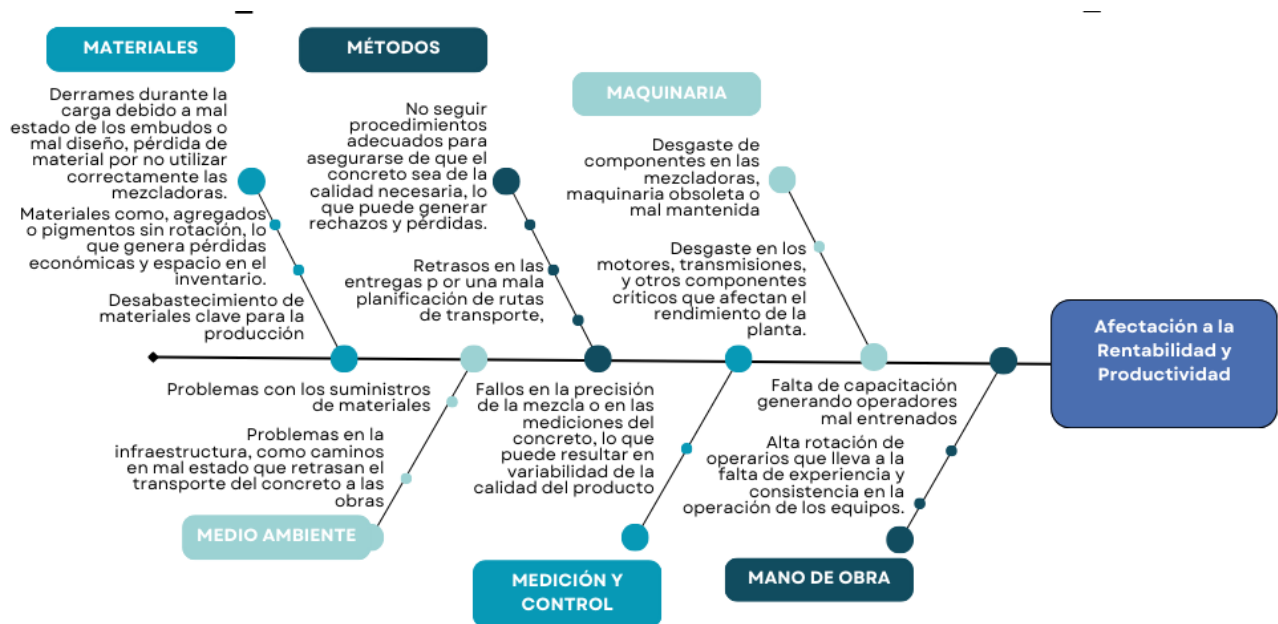 MATERIALES
Derrames durante la
carga debido a mal
estado de los embudos o
mal diseño, pérdida de
material por no utilizar
correctamente las
mezcladoras.
Materiales como, agregados
o pigmentos sin rotación, lo
que genera pérdidas
económicas y espacio en el
inventario.
Desabastecimiento de
materiales clave para la
producción
MÉTODOS
No seguir
procedimientos
adecuados para
asegurarse de que el
concreto sea de la
calidad necesaria, lo
que puede generar
rechazos y pérdidas.
Retrasos en las
entregas p or una mala
planificación de rutas
de transporte,
MAQUINARIA
Desgaste de
componentes en las
mezcladoras,
maquinaria obsoleta o
mal mantenida
Desgaste en los
motores, transmisiones,
y otros componentes
críticos que afectan el
rendimiento de la
planta.
Afectación a la
Rentabilidad y
Productividad
Problemas con los suministros
de materiales
Problemas en la
infraestructura, como caminos
en mal estado que retrasan el
transporte del concreto a las
obras
MEDIO AMBIENTE
Fallos en la precisión
de la mezcla o en las
mediciones del
concreto, lo que
puede resultar en
variabilidad de la
calidad del producto
MEDICIÓN Y
CONTROL
Falta de capacitación
generando operadores
mal entrenados
Alta rotación de
operarios que lleva a la
falta de experiencia y
consistencia en la
operación de los equipos.
MANO DE OBRA